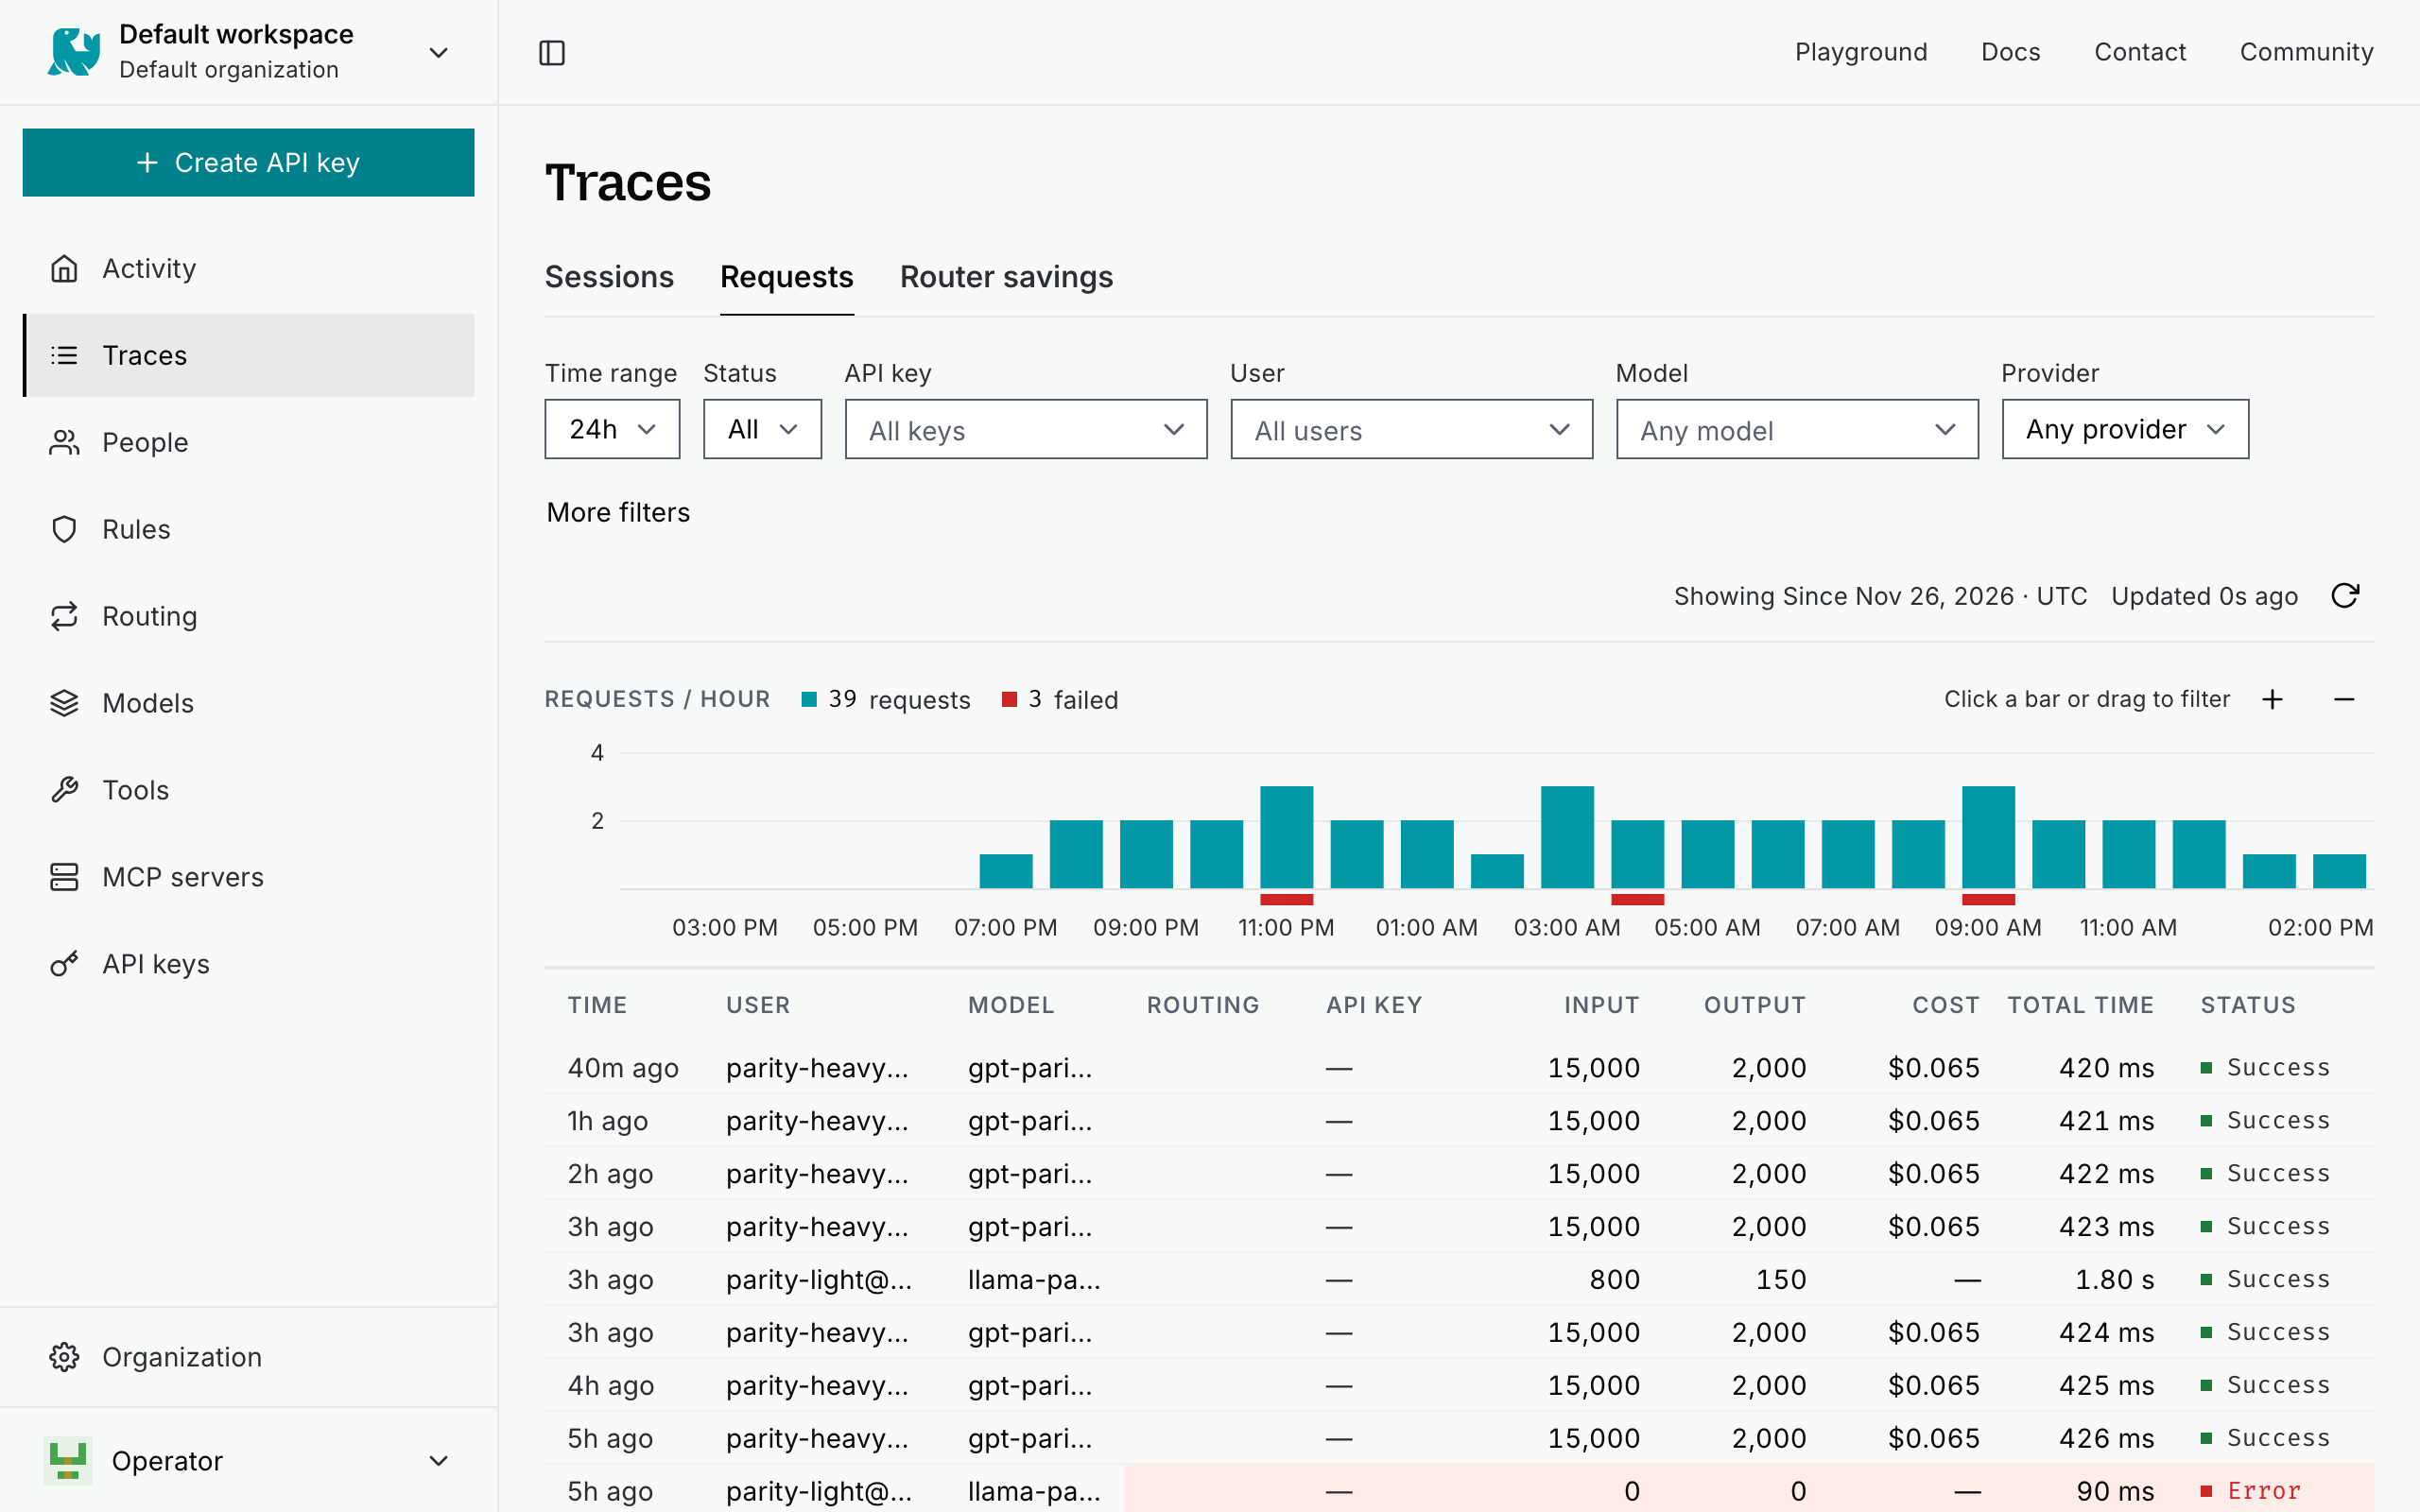 Default workspace
Default organization
Playground Docs Contact Community
Create API key
Activity
Traces
People
Rules
Routing
Models
Tools
MCP servers
API keys
Organization
Operator
Traces
Sessions Requests Router savings
Time range Status API key User Model Provider
24h All All keys All users Any model Any provider
More filters
Showing Since Nov 26, 2026 · UTC Updated 0s ago
REQUESTS / HOUR 39 requests 3 failed Click a bar or drag to filter
4
2
03:00 PM 05:00 PM 07:00 PM 09:00 PM 11:00 PM 01:00 AM 03:00 AM 05:00 AM 07:00 AM 09:00 AM 11:00 AM 02:00 PM
TIME USER MODEL ROUTING API KEY INPUT OUTPUT COST TOTAL TIME STATUS
40m ago parity-heavy... gpt-pari... — 15,000 2,000 $0.065 420 ms Success
1h ago parity-heavy... gpt-pari... — 15,000 2,000 $0.065 421 ms Success
2h ago parity-heavy... gpt-pari... — 15,000 2,000 $0.065 422 ms Success
3h ago parity-heavy... gpt-pari... — 15,000 2,000 $0.065 423 ms Success
3h ago parity-light@... llama-pa... — 800 150 — 1.80 s Success
3h ago parity-heavy... gpt-pari... — 15,000 2,000 $0.065 424 ms Success
4h ago parity-heavy... gpt-pari... — 15,000 2,000 $0.065 425 ms Success
5h ago parity-heavy... gpt-pari... — 15,000 2,000 $0.065 426 ms Success
5h ago parity-light@... llama-pa... — 0 0 — 90 ms Error